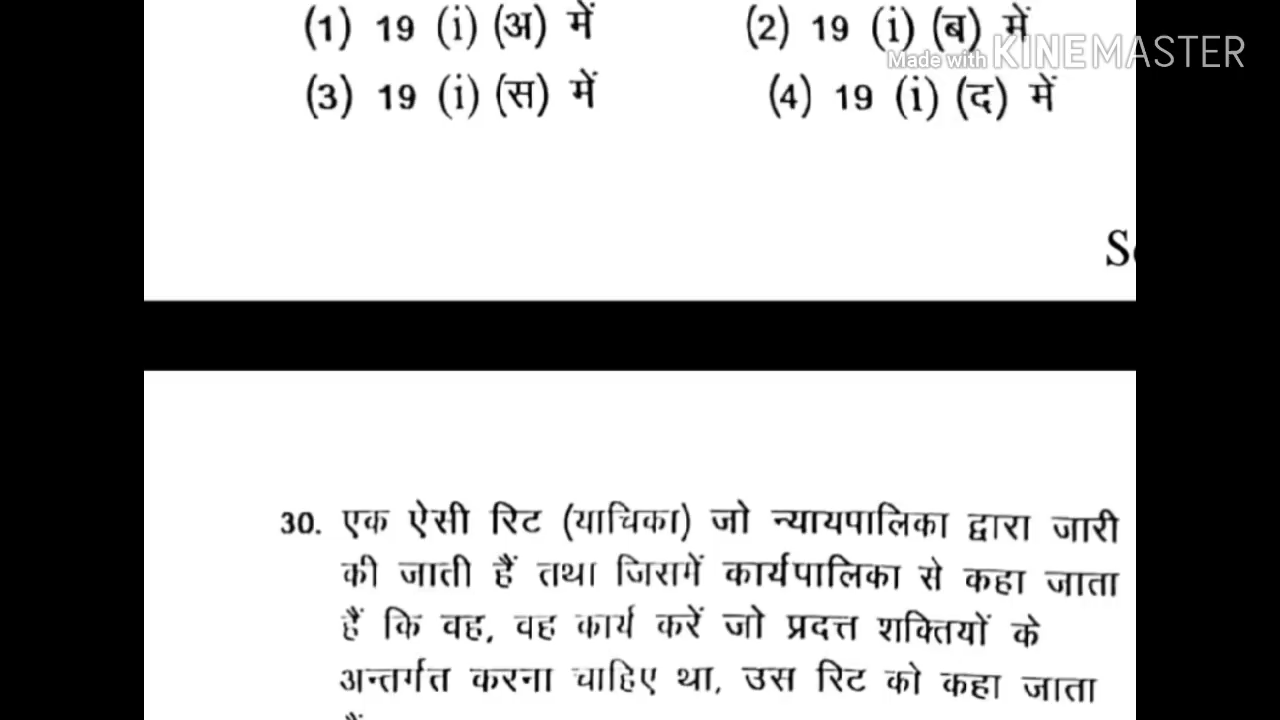 (1) 19 (i) (अ) में (2) 19 (i) (ब) में
Made with KINEMASTER
(3) 19 (i) (स) में (4) 19 (i) (द) में
30. एक ऐसी रिट (याचिका) जो न्यायपालिका द्वारा जारी
की जाती हैं तथा जिसमें कार्यपालिका से कहा जाता
हैं कि वह, वह कार्य करें जो प्रदत्त शक्तियों के
अन्तर्गत करना चाहिए था, उस रिट को कहा जाता